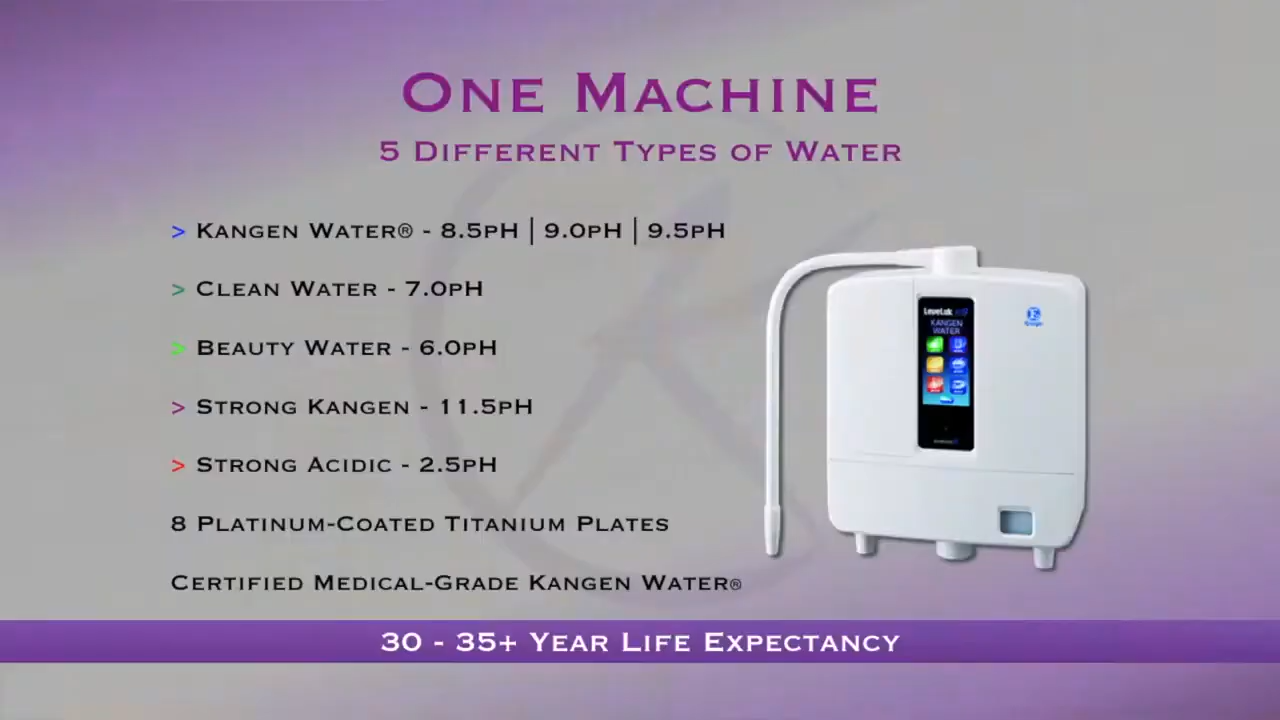 One Machine
5 Different Types of Water
> Kangen Water® - 8.5pH | 9.0pH | 9.5pH
> Clean Water - 7.0pH
> Beauty Water - 6.0pH
> Strong Kangen - 11.5pH
> Strong Acidic - 2.5pH
8 Platinum-Coated Titanium Plates
Certified Medical-Grade Kangen Water®
30 - 35+ Year Life Expectancy
LeveLuk
KANGEN
WATER